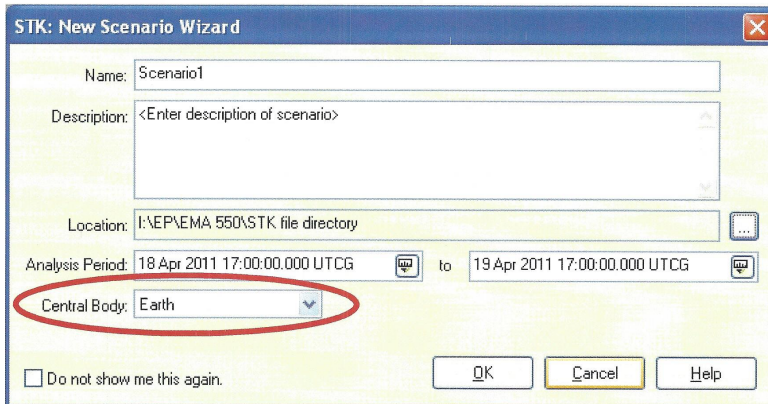 STK: New Scenario Wizard
Name: Scenario1
Description: <Enter description of scenario>
Location: I:\EP\EMA 550\STK file directory ...
Analysis Period: 18 Apr 2011 17:00:00.000 UTCG to 19 Apr 2011 17:00:00.000 UTCG
Central Body: Earth
Do not show me this again. OK Cancel Help